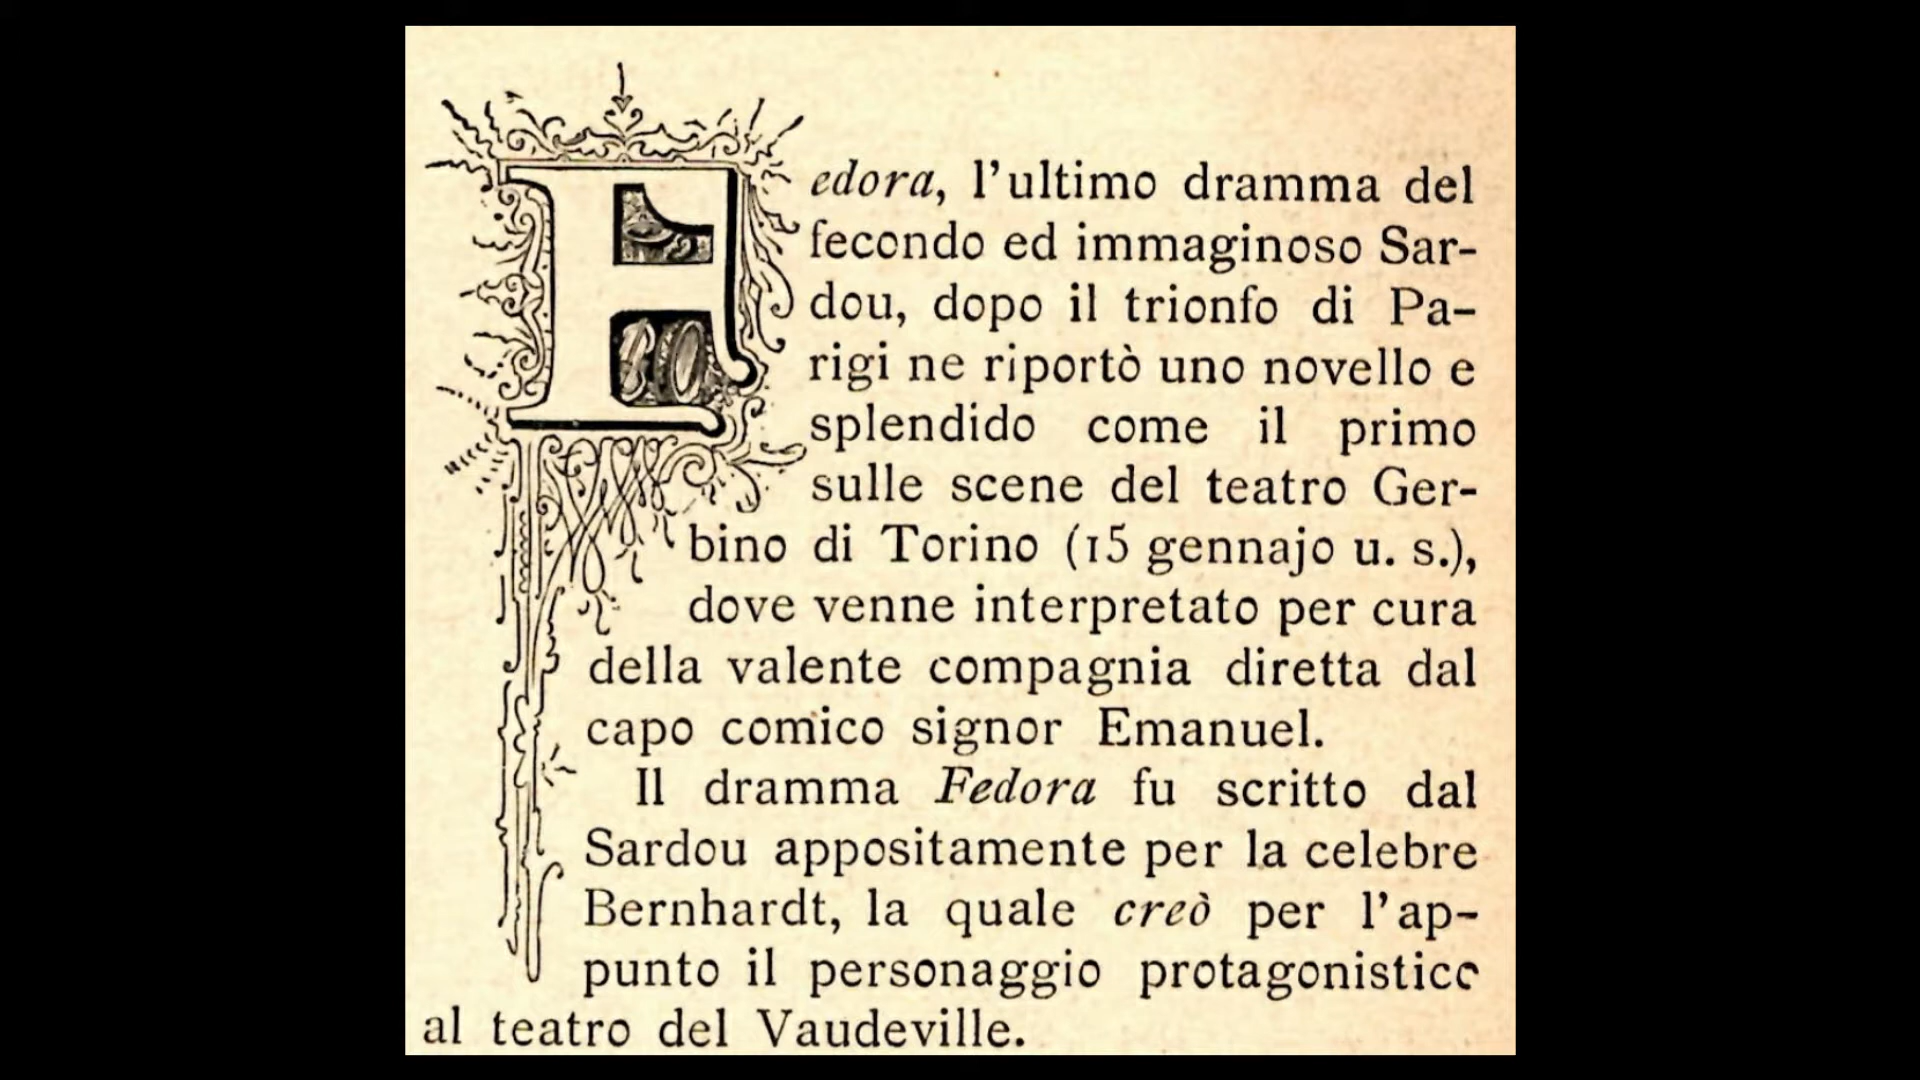 Fedora, l'ultimo dramma del
fecondo ed immaginoso Sar-
dou, dopo il trionfo di Pa-
rigi ne riportò uno novello e
splendido come il primo
sulle scene del teatro Ger-
bino di Torino (15 gennajo u. s.),
dove venne interpretato per cura
della valente compagnia diretta dal
capo comico signor Emanuel.
Il dramma Fedora fu scritto dal
Sardou appositamente per la celebre
Bernhardt, la quale creò per l'ap-
punto il personaggio protagonistico
al teatro del Vaudeville.